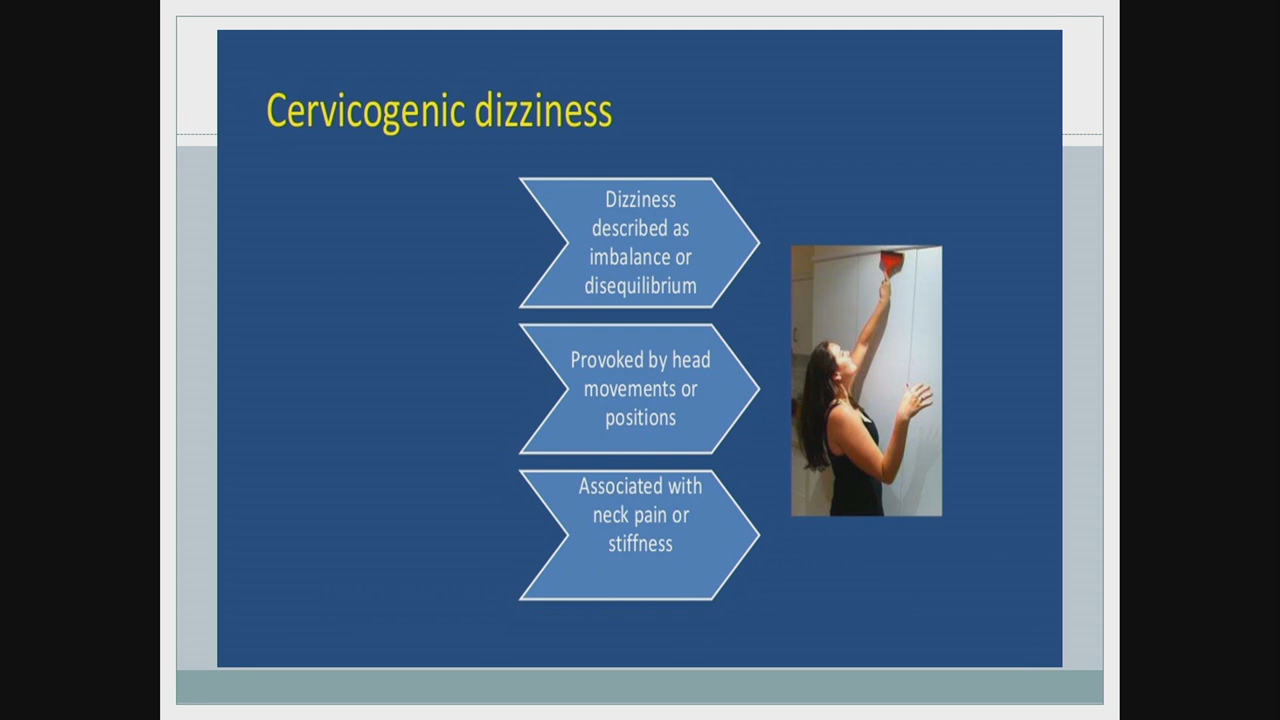 Cervicogenic dizziness
Dizziness
described as
imbalance or
disequilibrium
Provoked by head
movements or
positions
Associated with
neck pain or
stiffness